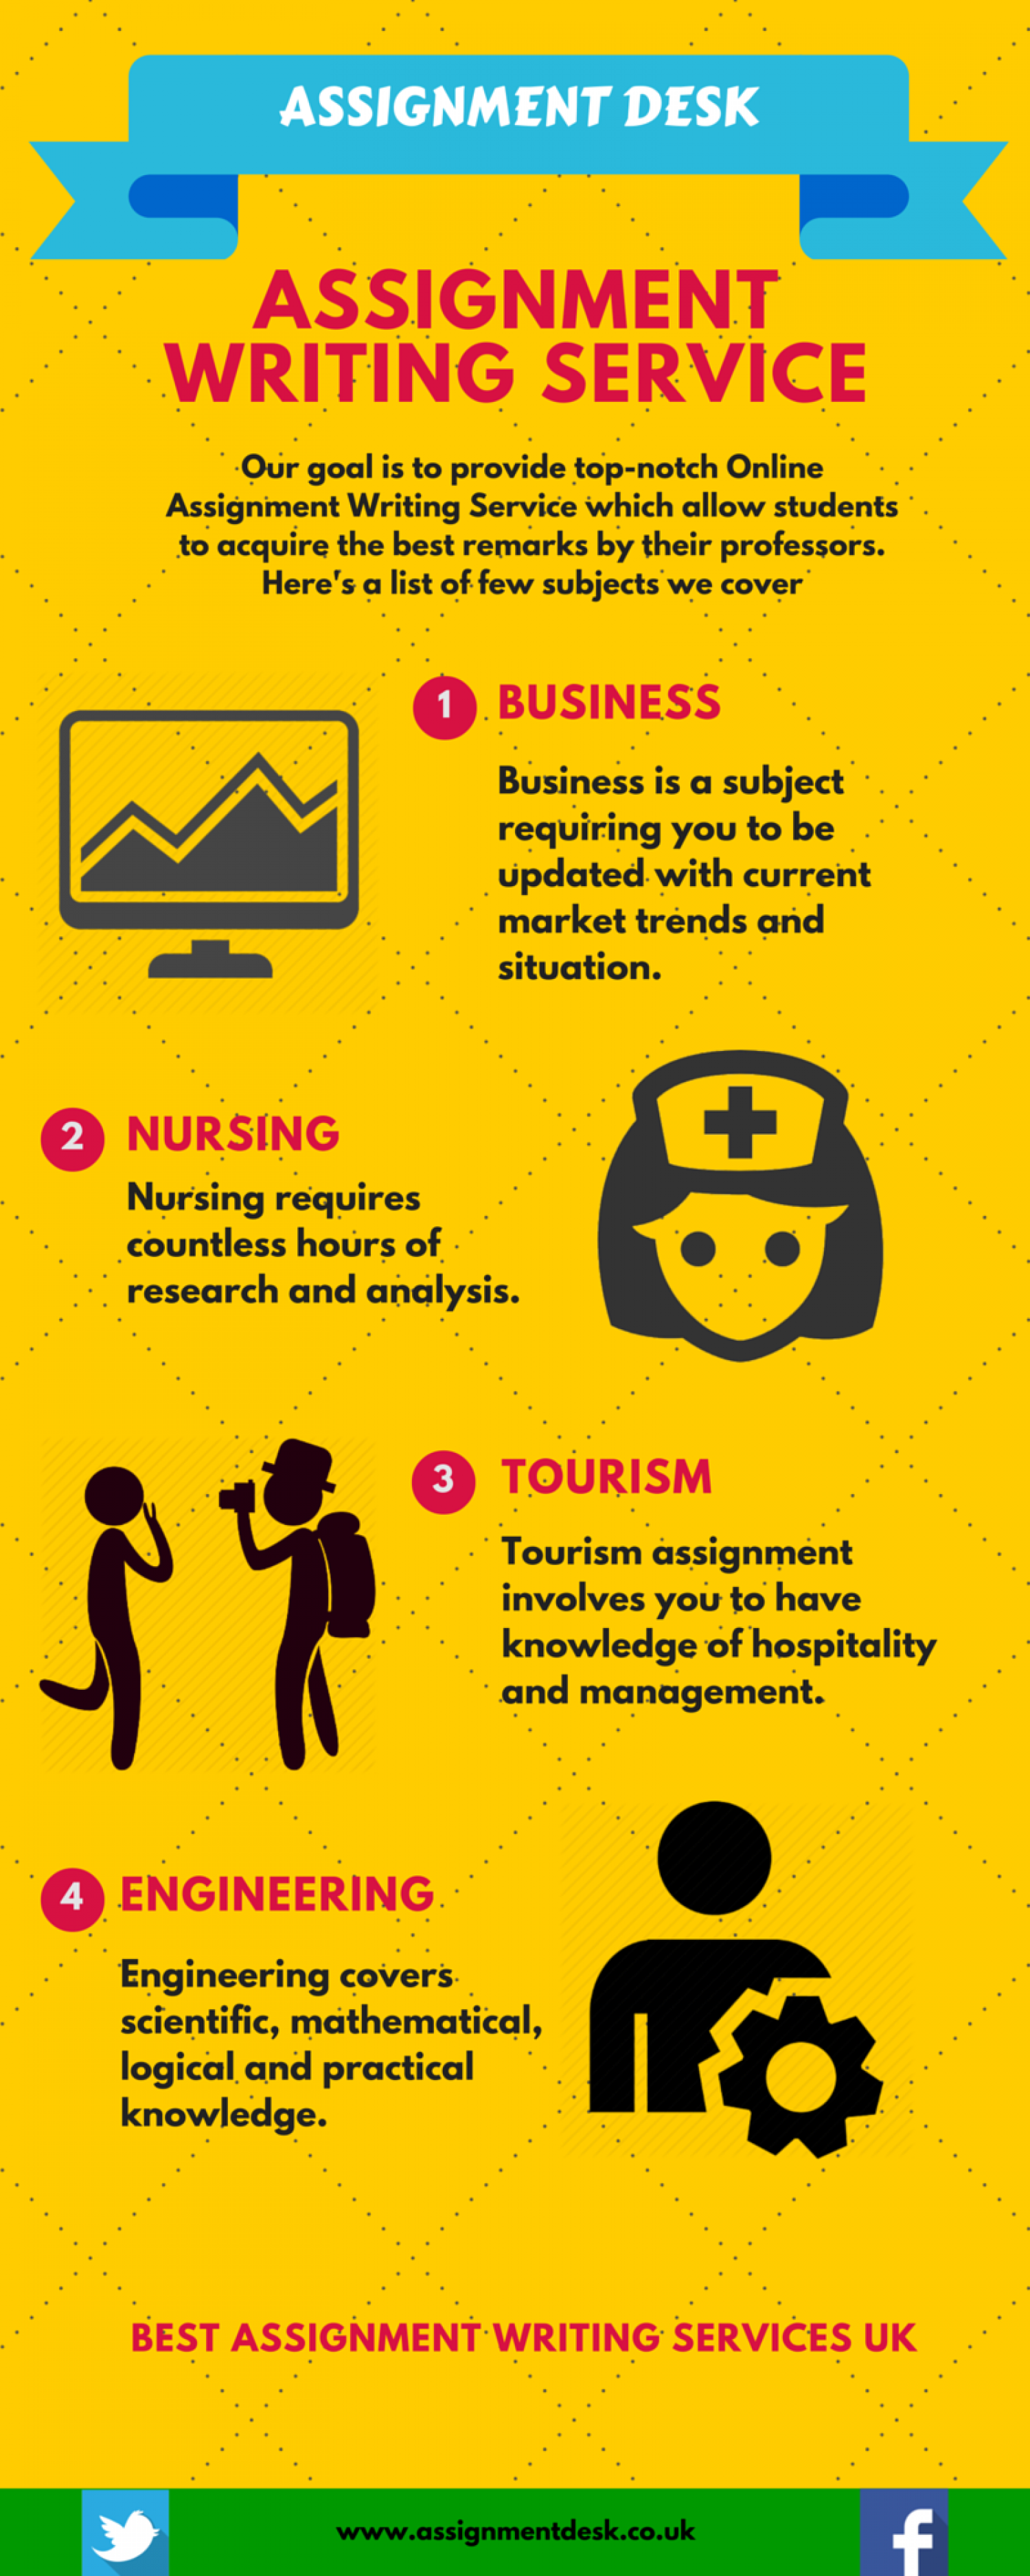 ASSIGNMENT DESK
ASSIGNMENT
WRITING SERVICE
Our goal is to provide top-notch Online
Assignment Writing Service which allow students
to acquire the best remarks by their professors.
Here's a list of few subjects we cover
1 BUSINESS
Business is a subject
requiring you to be
updated with current
market trends and
situation.
2 NURSING
Nursing requires
countless hours of
research and analysis.
3 TOURISM
Tourism assignment
involves you to have
knowledge of hospitality
and management.
4 ENGINEERING
Engineering covers
scientific, mathematical,
logical and practical
knowledge.
BEST ASSIGNMENT WRITING SERVICES UK
www.assignmentdesk.co.uk